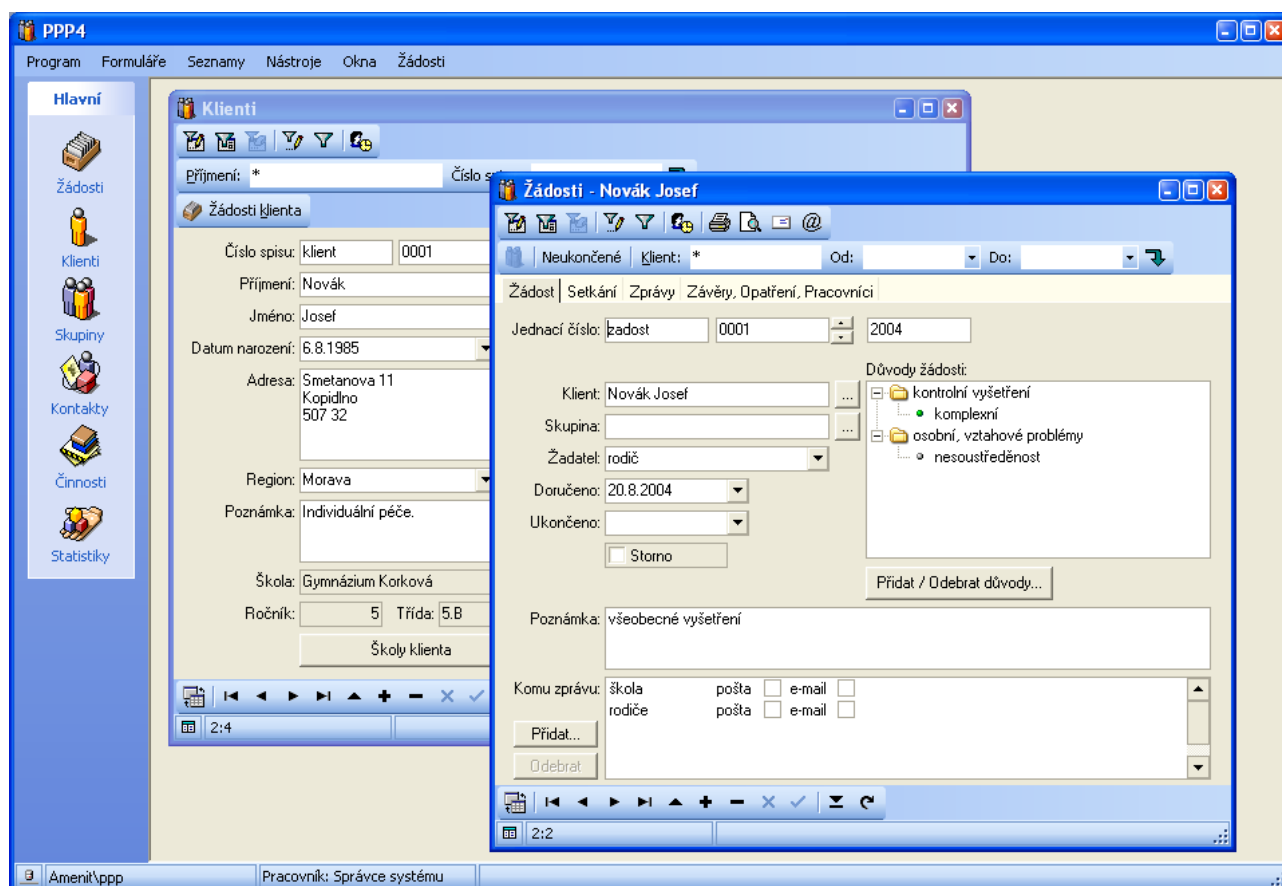 PPP4
Program Formuláře Seznamy Nástroje Okna Žádosti
Hlavní
Žádosti
Klienti
Skupiny
Kontakty
Činnosti
Statistiky
Klienti
Příjmení: *
Číslo
Žádosti klienta
Číslo spisu: klient 0001
Příjmení: Novák
Jméno: Josef
Datum narození: 6.8.1985
Adresa: Smetanova 11
Kopidlno
507 32
Region: Morava
Poznámka: Individuální péče.
Škola: Gymnázium Korková
Ročník: 5 Třída: 5.B
Školy klienta
2:4
Žádosti - Novák Josef
Neukončené Klient: * Od: Do:
Žádost Setkání Zprávy Závěry, Opatření, Pracovníci
Jednací číslo: zadost 0001 2004
Důvody žádosti:
Klient: Novák Josef ...
kontrolní vyšetření
komplexní
Skupina: ...
osobní, vztahové problémy
nesoustředěnost
Žadatel: rodič
Doručeno: 20.8.2004
Ukončeno:
Storno
Přidat / Odebrat důvody...
Poznámka: všeobecné vyšetření
Komu zprávu: škola pošta e-mail
rodiče pošta e-mail
Přidat...
Odebrat
2:2
Amenit\ppp Pracovník: Správce systému